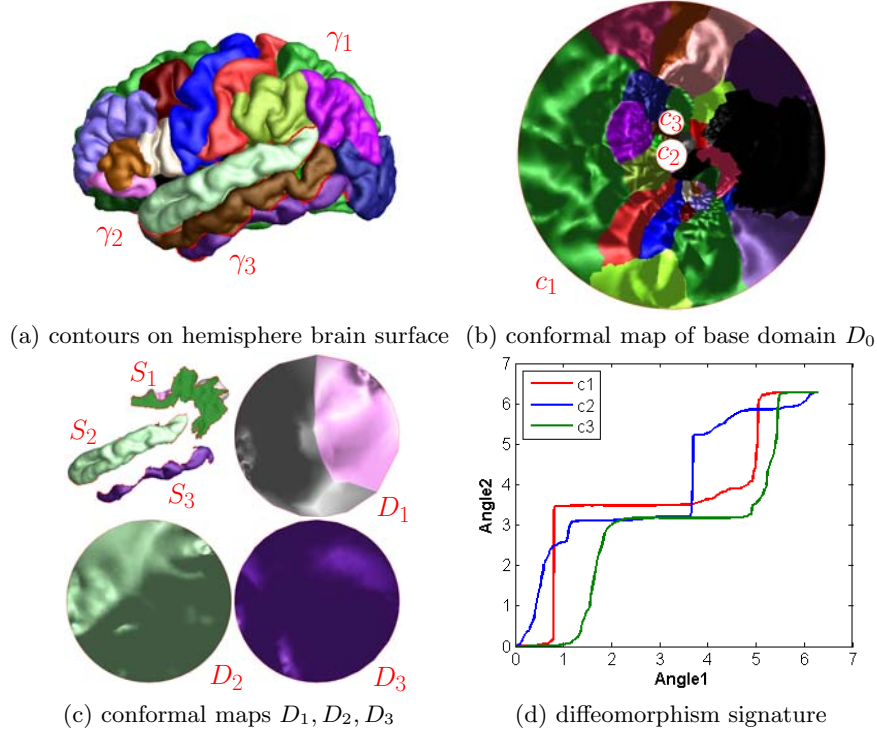 γ1
γ2
γ3
c3
c2
c1
(a) contours on hemisphere brain surface
(b) conformal map of base domain D0
S1
S2
S3
D1
D2
D3
(c) conformal maps D1, D2, D3
7
6
5
4
3
2
1
0
Angle2
c1
c2
c3
0 1 2 3 4 5 6 7
Angle1
(d) diffeomorphism signature